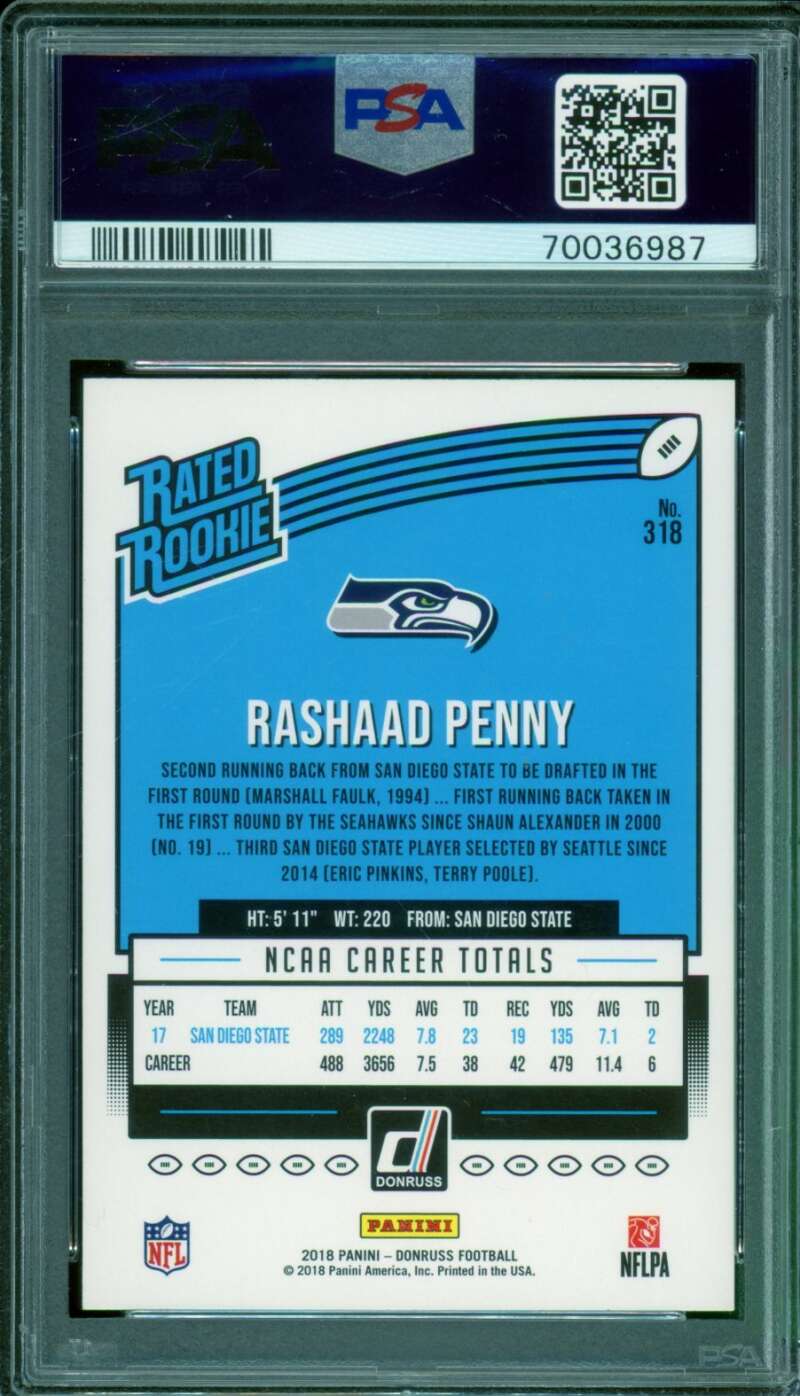 PSA
PSA
70036987
RATED
ROOKIE
No.
318
RASHAAD PENNY
SECOND RUNNING BACK FROM SAN DIEGO STATE TO BE DRAFTED IN THE
FIRST ROUND (MARSHALL FAULK, 1994) ... FIRST RUNNING BACK TAKEN IN
THE FIRST ROUND BY THE SEAHAWKS SINCE SHAUN ALEXANDER IN 2000
(NO. 19) ... THIRD SAN DIEGO STATE PLAYER SELECTED BY SEATTLE SINCE
2014 (ERIC PINKINS, TERRY POOLE).
HT: 5' 11" WT: 220 FROM: SAN DIEGO STATE
NCAA CAREER TOTALS
YEAR TEAM ATT YDS AVG TD REC YDS AVG TD
17 SAN DIEGO STATE 289 2248 7.8 23 19 135 7.1 2
CAREER 488 3656 7.5 38 42 479 11.4 6
d
DONRUSS
PANINI
NFL
2018 PANINI – DONRUSS FOOTBALL
© 2018 Panini America, Inc. Printed in the USA.
NFLPA
PSA